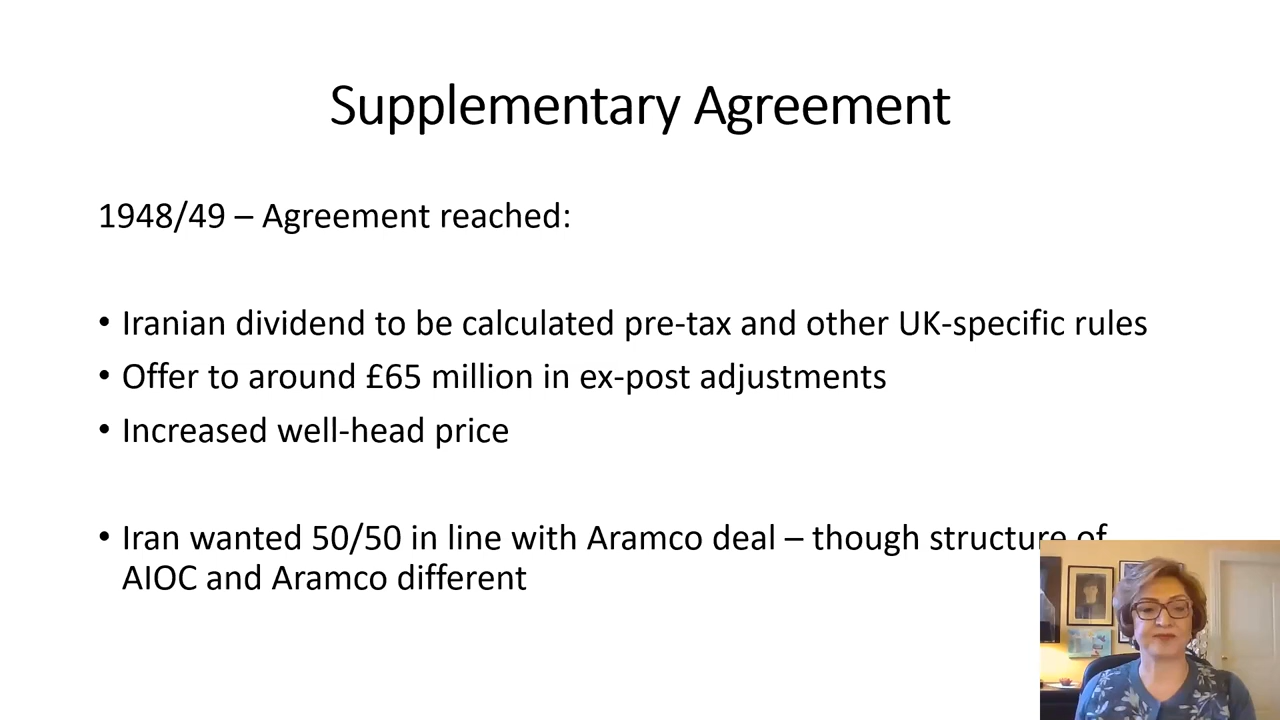 Supplementary Agreement
1948/49 – Agreement reached:
• Iranian dividend to be calculated pre-tax and other UK-specific rules
• Offer to around £65 million in ex-post adjustments
• Increased well-head price
• Iran wanted 50/50 in line with Aramco deal – though structure of
AIOC and Aramco different